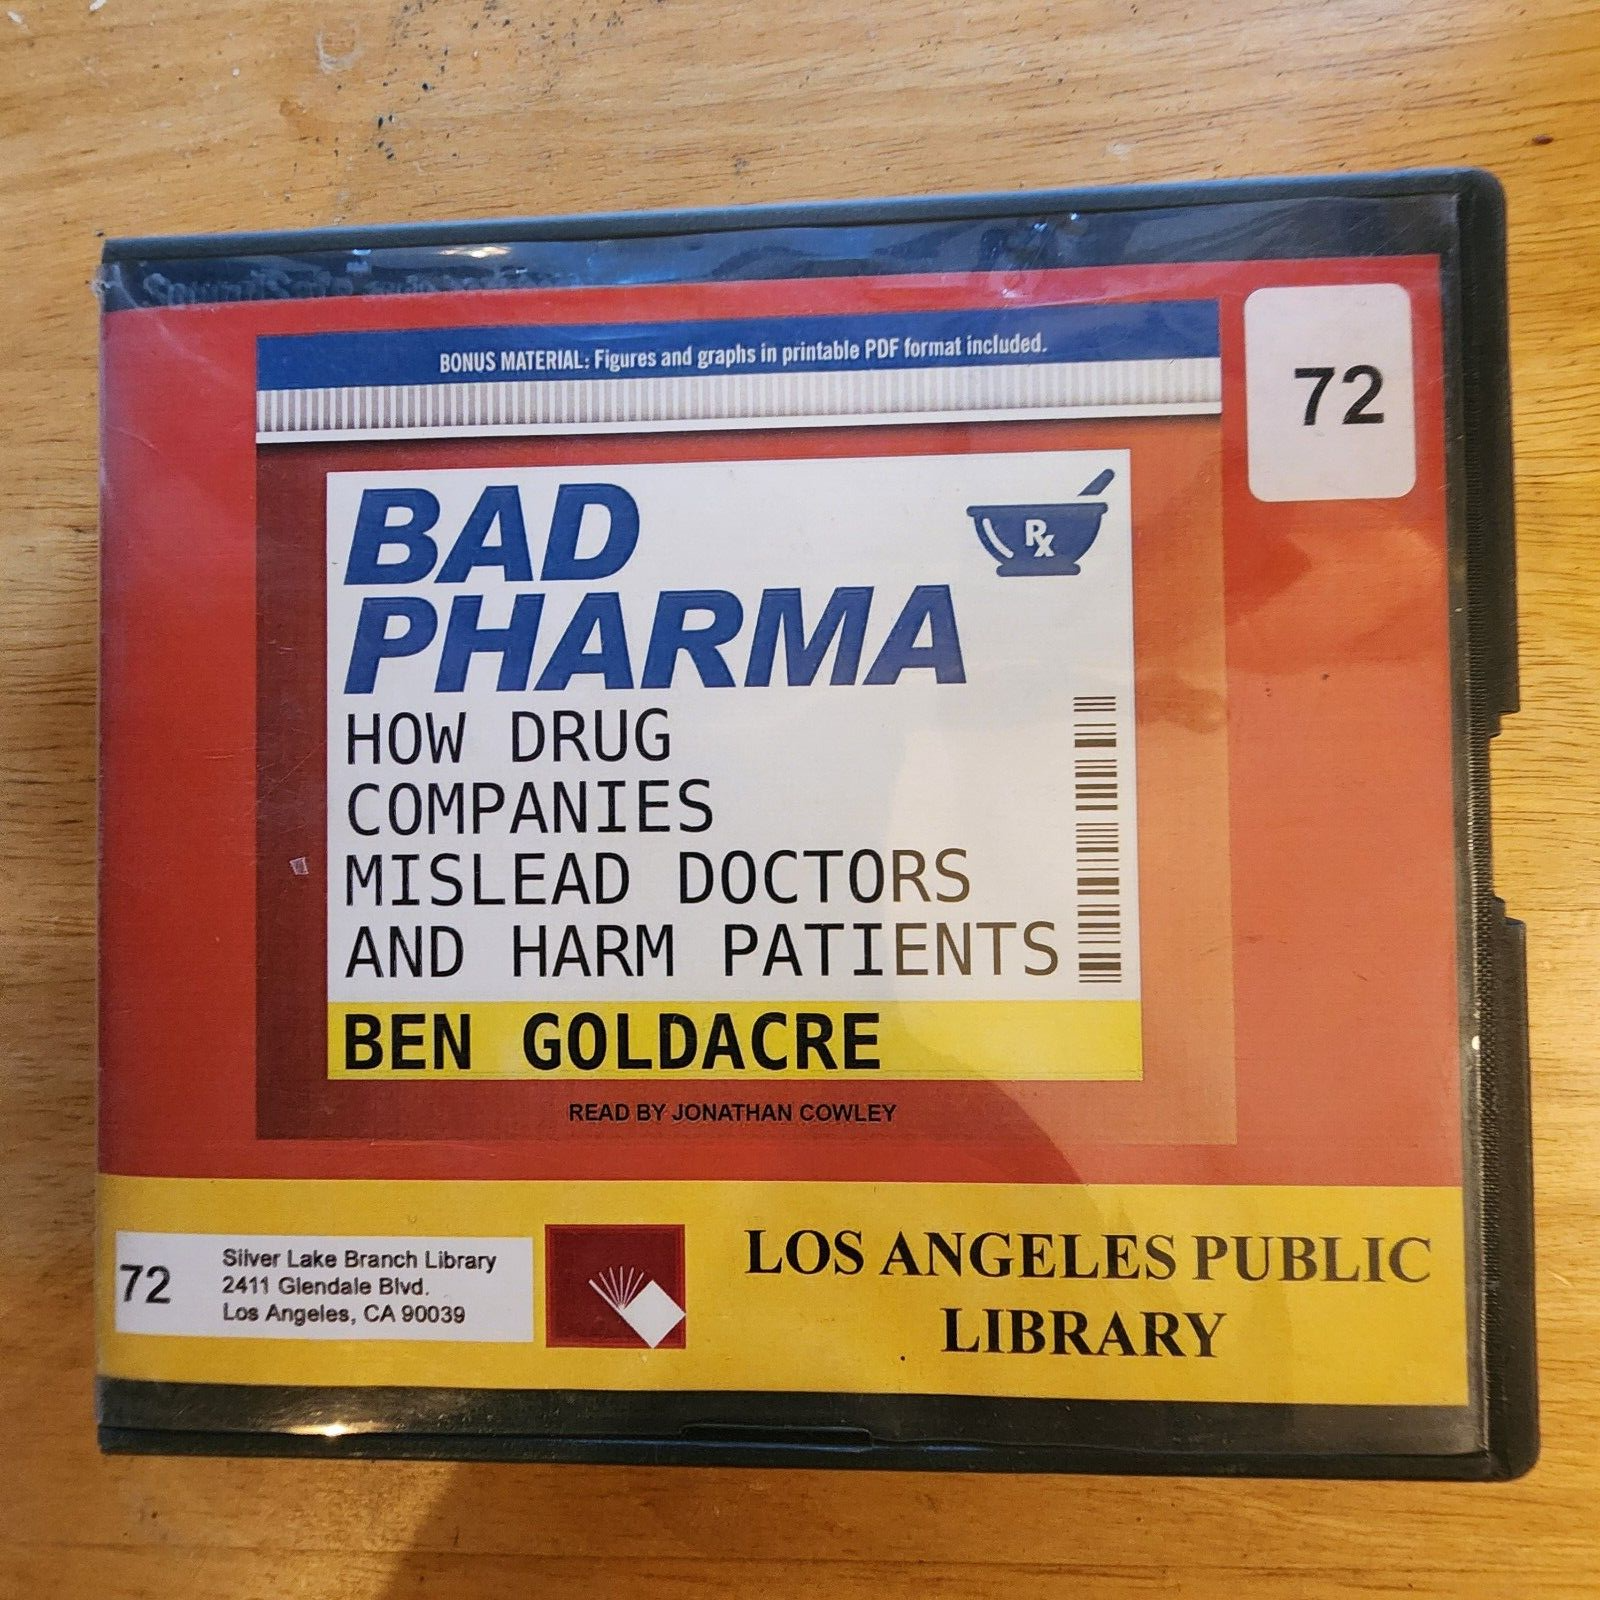 BONUS MATERIAL: Figures and graphs in printable PDF format included.
72
BAD
PHARMA
Rx
HOW DRUG
COMPANIES
MISLEAD DOCTORS
AND HARM PATIENTS
BEN GOLDACRE
READ BY JONATHAN COWLEY
72
Silver Lake Branch Library
2411 Glendale Blvd.
Los Angeles, CA 90039
LOS ANGELES PUBLIC
LIBRARY